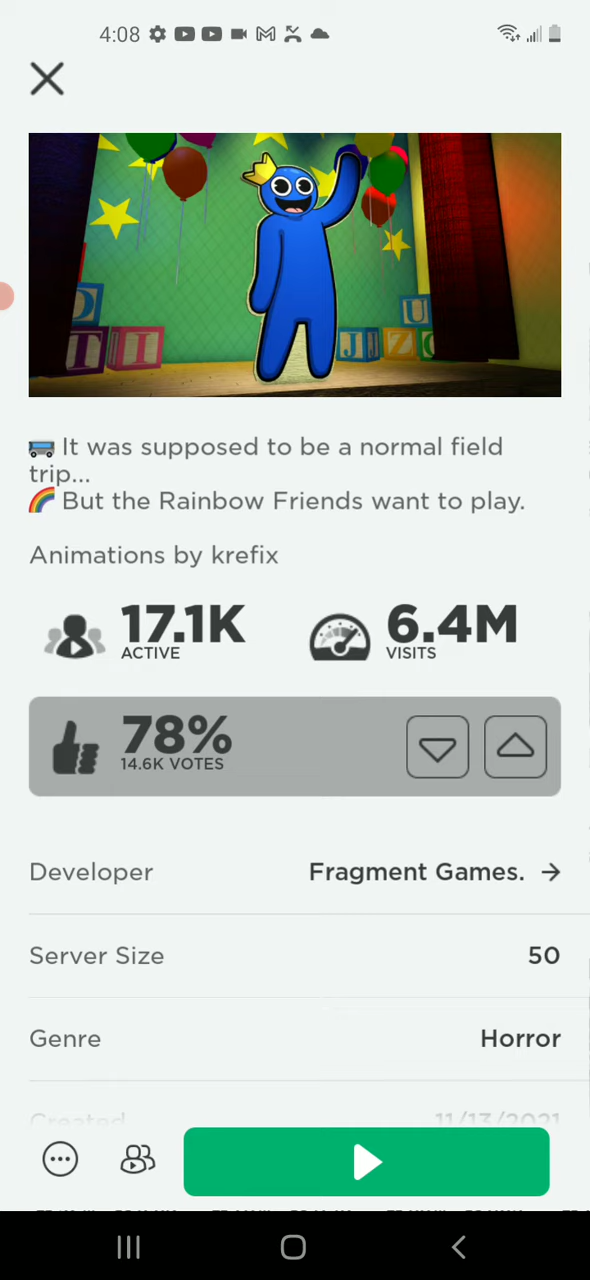 4:08
D
U
T I
J Z O
It was supposed to be a normal field
trip...
But the Rainbow Friends want to play.
Animations by krefix
17.1K
ACTIVE
6.4M
VISITS
78%
14.6K VOTES
Developer
Fragment Games.
Server Size
50
Genre
Horror
Created
11/13/2021